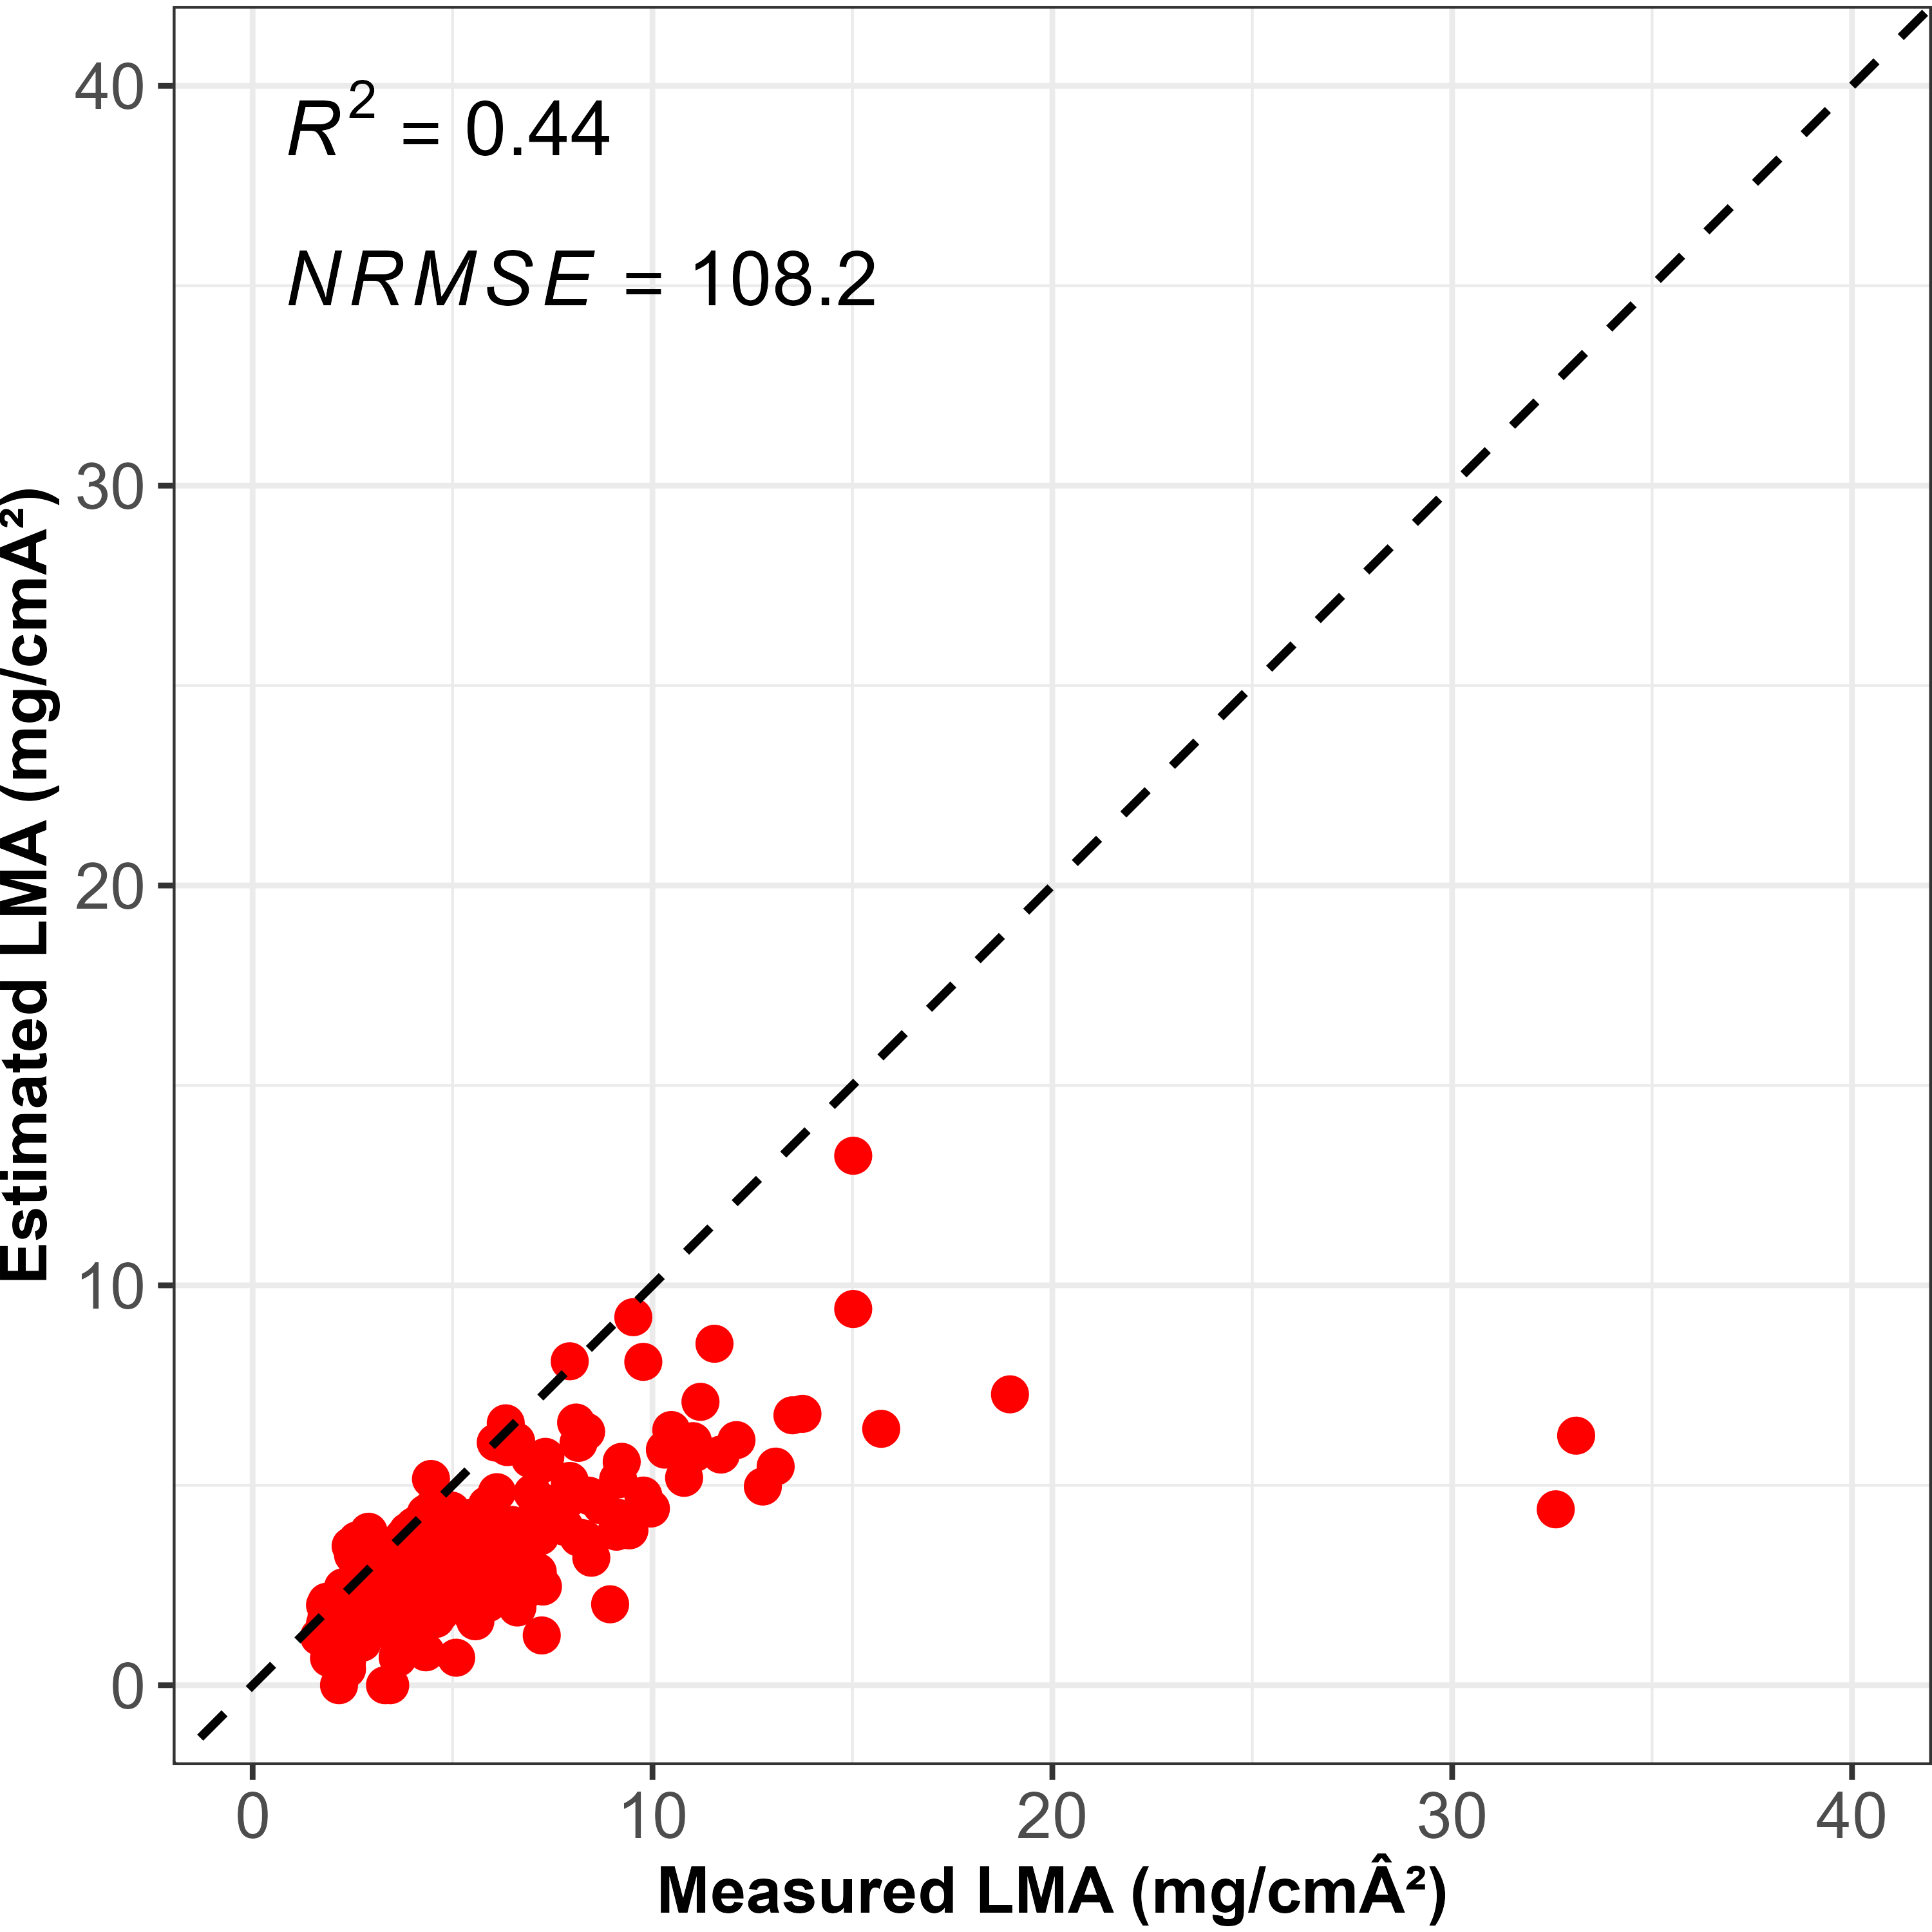 R² = 0.44
NRMSE = 108.2
40
30
20
10
0
Estimated LMA (mg/cmÂ²)
0 10 20 30 40
Measured LMA (mg/cmÂ²)